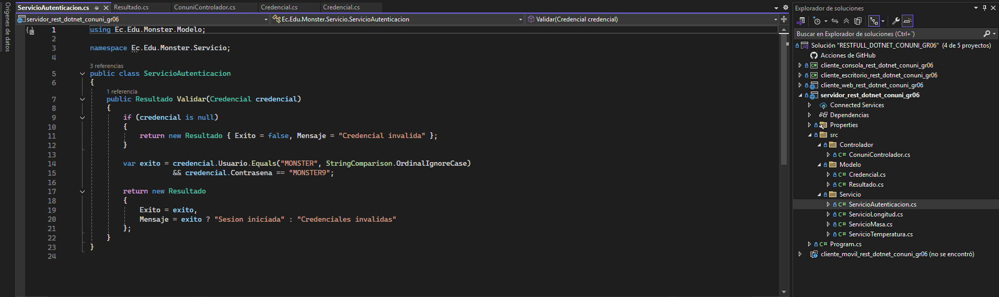 Orígenes de datos
ServicioAutenticacion.cs
Resultado.cs
ConuniControlador.cs
Credencial.cs
Credencial.cs
servidor_rest_dotnet_conuni_gr06
Ec.Edu.Monster.Servicio.ServicioAutenticacion
Validar(Credencial credencial)
1 using Ec.Edu.Monster.Modelo;
2
3 namespace Ec.Edu.Monster.Servicio;
4
3 referencias
5 public class ServicioAutenticacion
6 {
1 referencia
7 public Resultado Validar(Credencial credencial)
8 {
9 if (credencial is null)
10 {
11 return new Resultado { Exito = false, Mensaje = "Credencial invalida" };
12 }
13
14 var exito = credencial.Usuario.Equals("MONSTER", StringComparison.OrdinalIgnoreCase)
15 && credencial.Contrasena == "MONSTER9";
16
17 return new Resultado
18 {
19 Exito = exito,
20 Mensaje = exito ? "Sesion iniciada" : "Credenciales invalidas"
21 };
22 }
23 }
24
Explorador de soluciones
Buscar en Explorador de soluciones (Ctrl+`)
Solución "RESTFULL_DOTNET_CONUNI_GR06" (4 de 5 proyectos)
Acciones de GitHub
C# cliente_consola_rest_dotnet_conuni_gr06
C# cliente_escritorio_rest_dotnet_conuni_gr06
cliente_web_rest_dotnet_conuni_gr06
servidor_rest_dotnet_conuni_gr06
Connected Services
Dependencias
Properties
src
Controlador
C# ConuniControlador.cs
Modelo
C# Credencial.cs
C# Resultado.cs
Servicio
C# ServicioAutenticacion.cs
C# ServicioLongitud.cs
C# ServicioMasa.cs
C# ServicioTemperatura.cs
C# Program.cs
cliente_movil_rest_dotnet_conuni_gr06 (no se encontró)